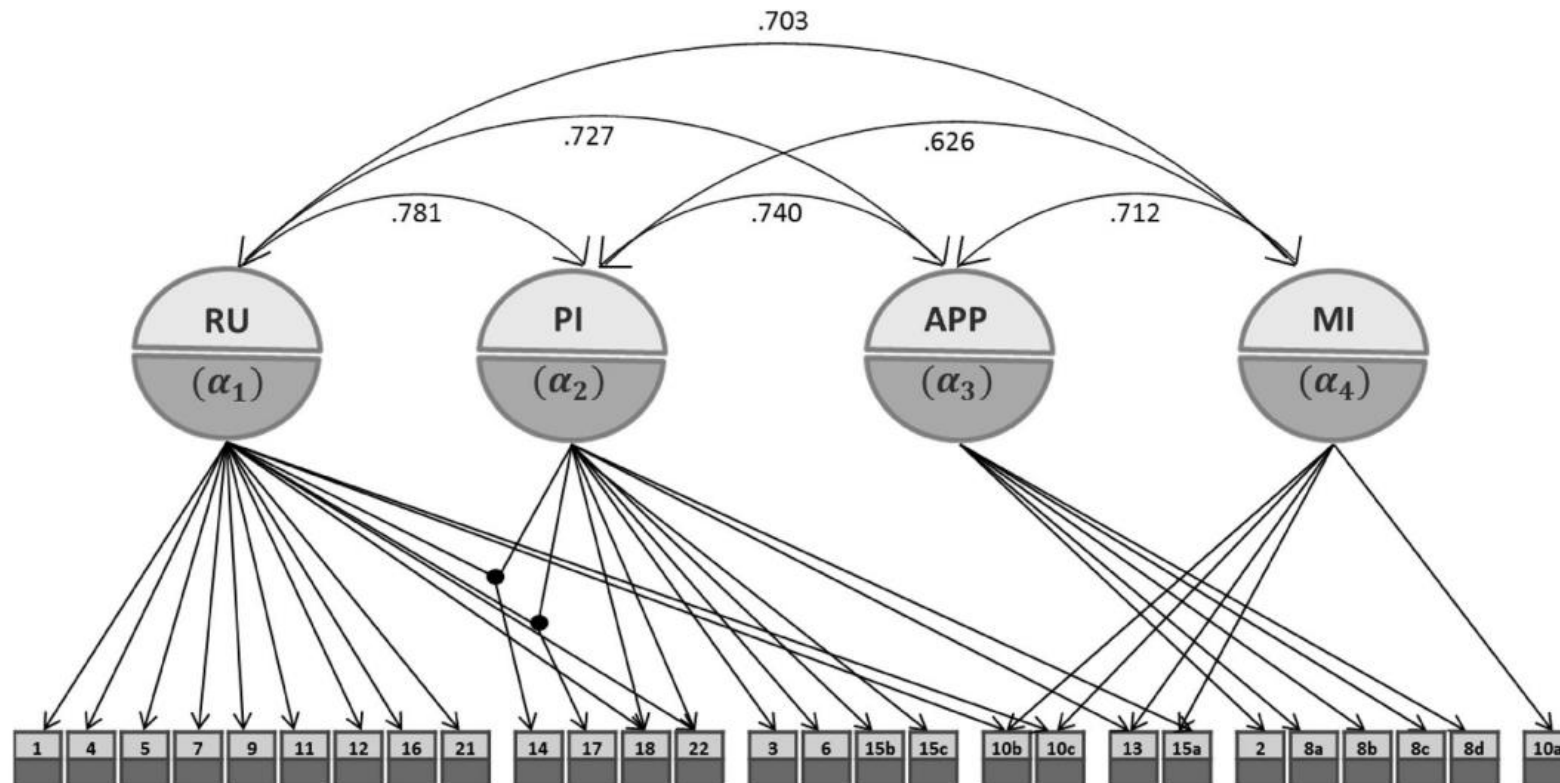 .703
.727 .626
.781 .740 .712
RU PI APP MI
(α₁) (α₂) (α₃) (α₄)
1 4 5 7 9 11 12 16 21 14 17 18 22 3 6 15b 15c 10b 10c 13 15a 2 8a 8b 8c 8d 10a